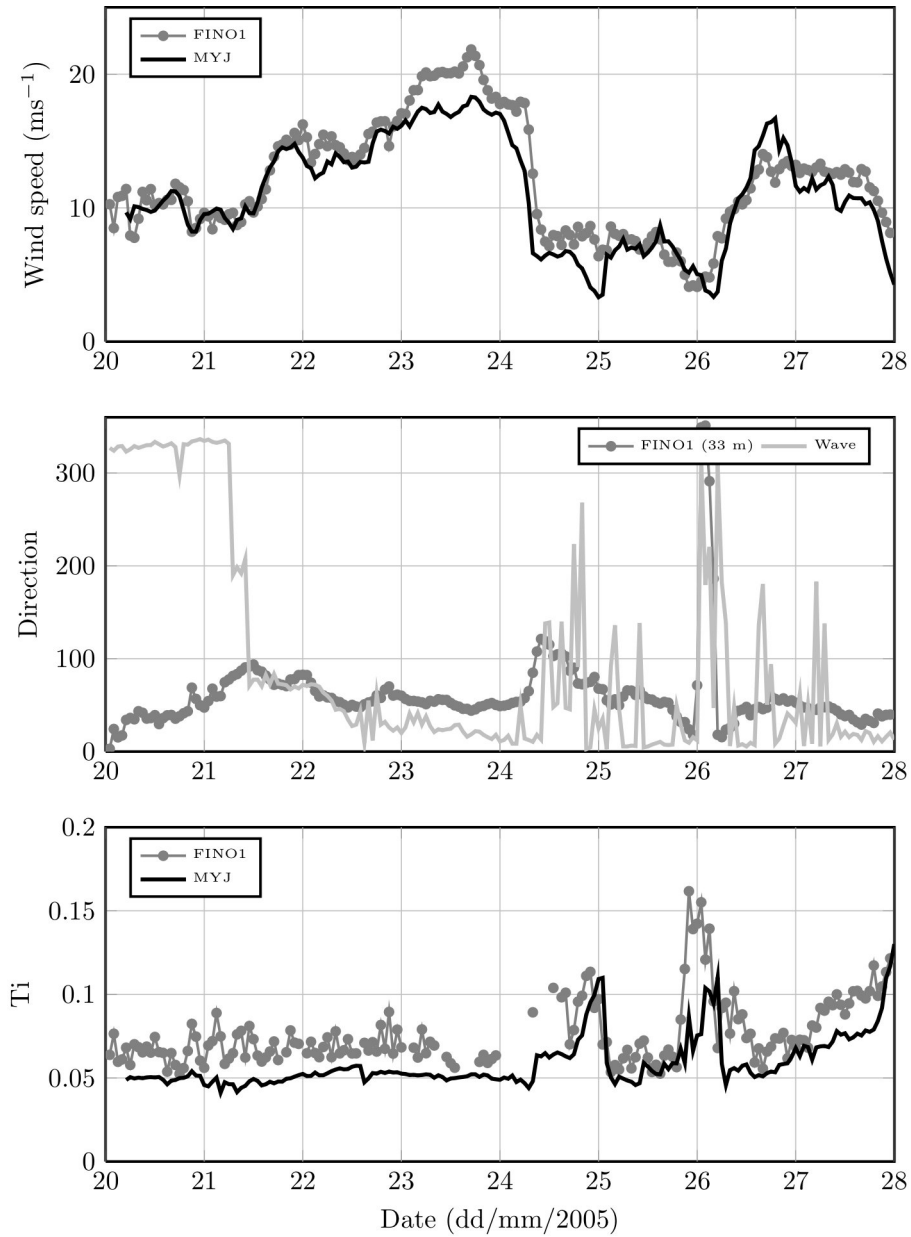 FINO1
MYJ
20
10
0
Wind speed (ms−1)
20 21 22 23 24 25 26 27 28
FINO1 (33 m) Wave
300
200
100
0
Direction
20 21 22 23 24 25 26 27 28
0.2
FINO1
MYJ
0.15
0.1
0.05
0
Ti
20 21 22 23 24 25 26 27 28
Date (dd/mm/2005)